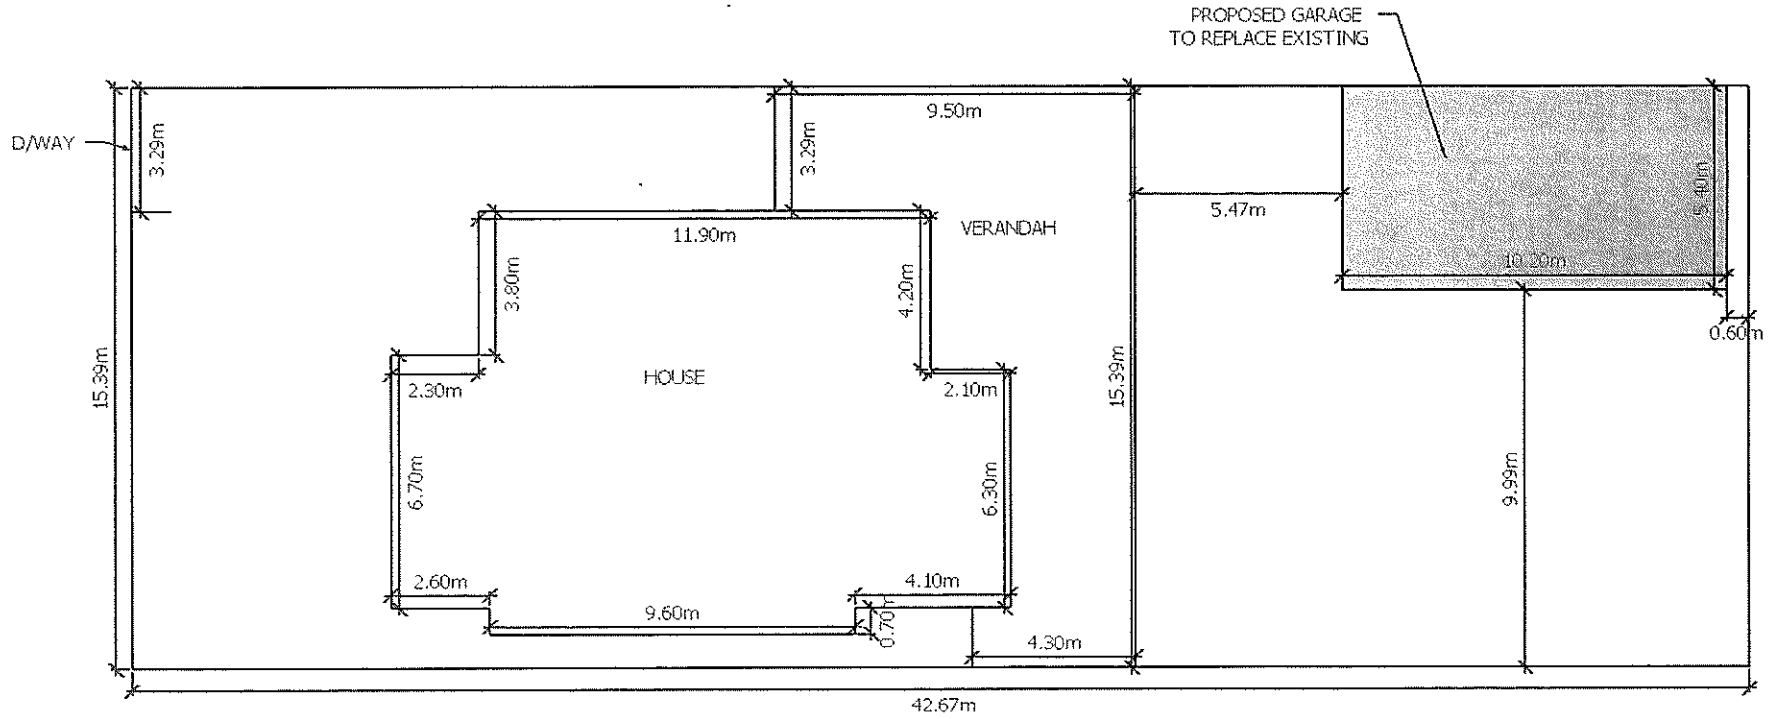 PROPOSED GARAGE
TO REPLACE EXISTING
D/WAY
3.29m
9.50m
3.29m
5.47m
5.40m
11.90m
VERANDAH
10.20m
3.80m
4.20m
0.60m
15.39m
2.30m
HOUSE
2.10m
15.39m
6.70m
6.30m
9.99m
2.60m
4.10m
9.60m
0.70m
4.30m
42.67m